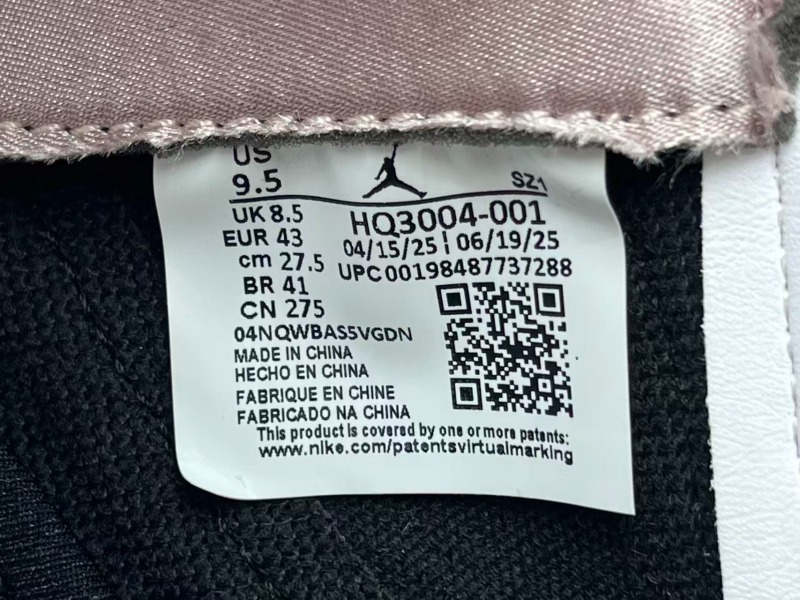 US
9.5
SZ1
UK 8.5
HQ3004-001
EUR 43
04/15/25 | 06/19/25
cm 27.5
UPC00198487737288
BR 41
CN 275
04NQWBAS5VGDN
MADE IN CHINA
HECHO EN CHINA
FABRIQUE EN CHINE
FABRICADO NA CHINA
This product is covered by one or more patents:
www.nike.com/patentsvirtualmarking